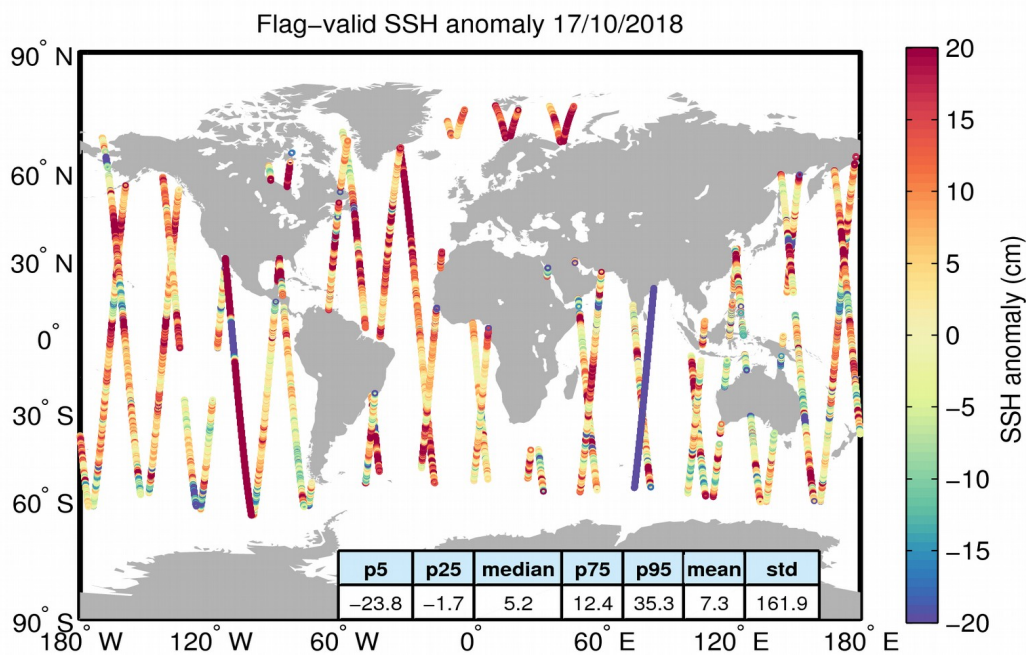 Flag−valid SSH anomaly 17/10/2018
90° N
60° N
30° N
0°
30° S
60° S
90° S
180° W
120° W
60° W
0°
60° E
120° E
180° E
20
15
10
5
0
−5
−10
−15
−20
SSH anomaly (cm)
p5 p25 median p75 p95 mean std
−23.8 −1.7 5.2 12.4 35.3 7.3 161.9